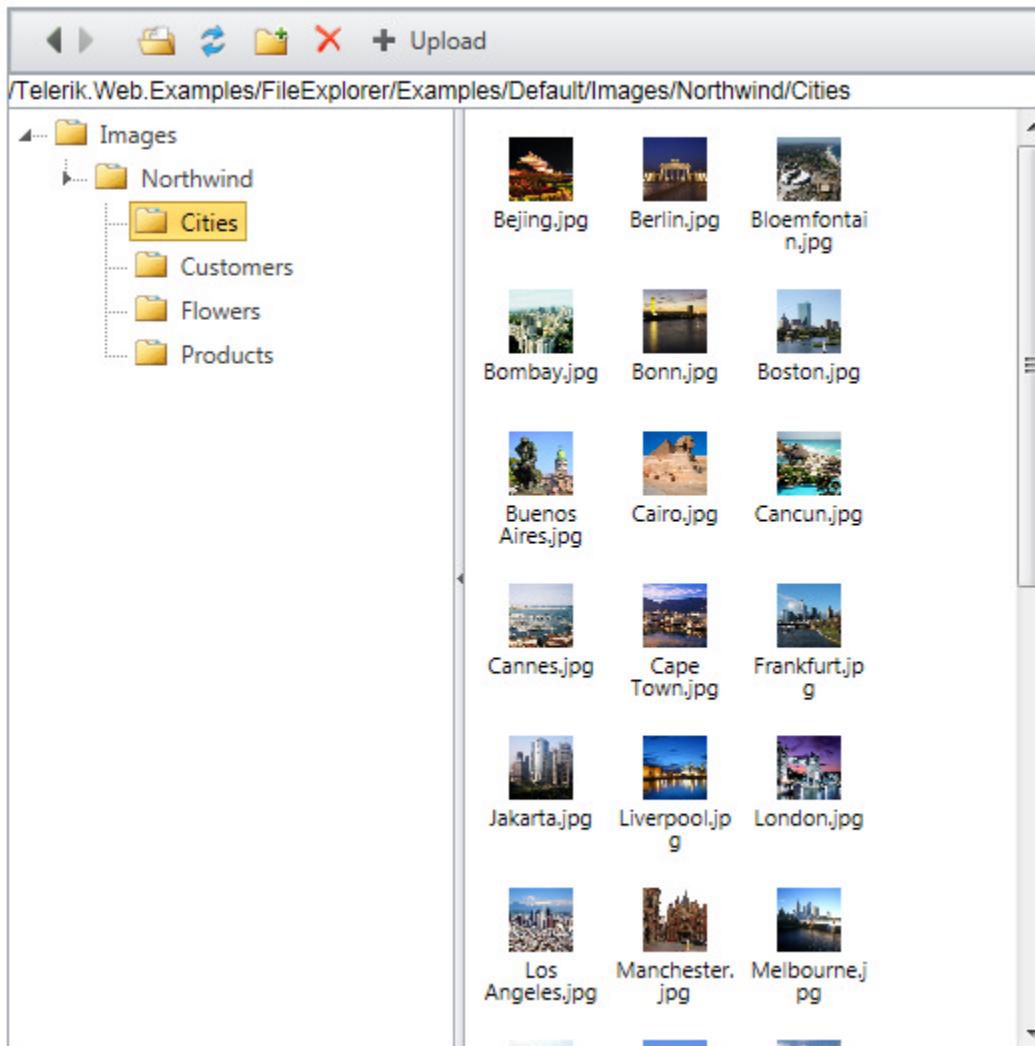 Upload
/Telerik.Web.Examples/FileExplorer/Examples/Default/Images/Northwind/Cities
Images
Northwind
Cities
Customers
Flowers
Products
Bejing.jpg
Berlin.jpg
Bloemfontai
n.jpg
Bombay.jpg
Bonn.jpg
Boston.jpg
Buenos
Aires.jpg
Cairo.jpg
Cancun.jpg
Cannes.jpg
Cape
Town.jpg
Frankfurt.jp
g
Jakarta.jpg
Liverpool.jp
g
London.jpg
Los
Angeles.jpg
Manchester.
jpg
Melbourne.j
pg